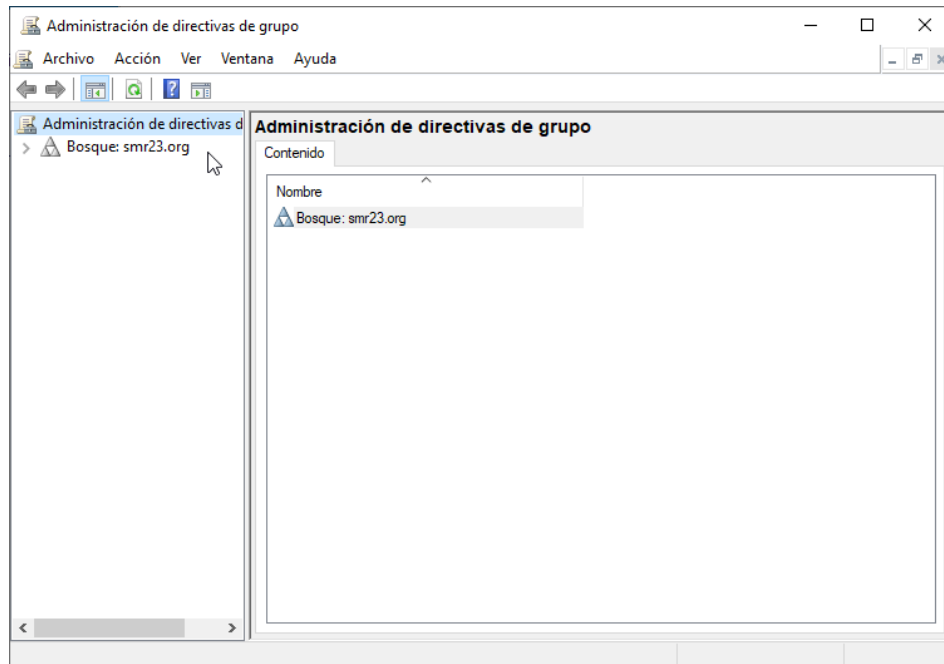 Administración de directivas de grupo
Archivo Acción Ver Ventana Ayuda
Administración de directivas d
Bosque: smr23.org
Administración de directivas de grupo
Contenido
Nombre
Bosque: smr23.org